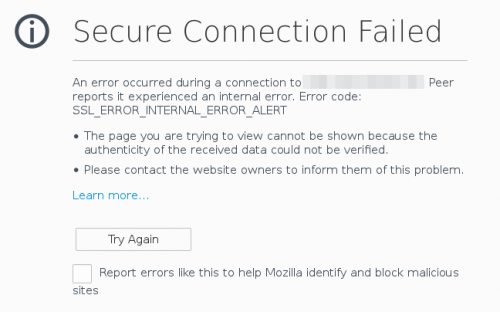 Secure Connection Failed
An error occurred during a connection to Peer
reports it experienced an internal error. Error code:
SSL_ERROR_INTERNAL_ERROR_ALERT
• The page you are trying to view cannot be shown because the
authenticity of the received data could not be verified.
• Please contact the website owners to inform them of this problem.
Learn more...
Try Again
Report errors like this to help Mozilla identify and block malicious
sites